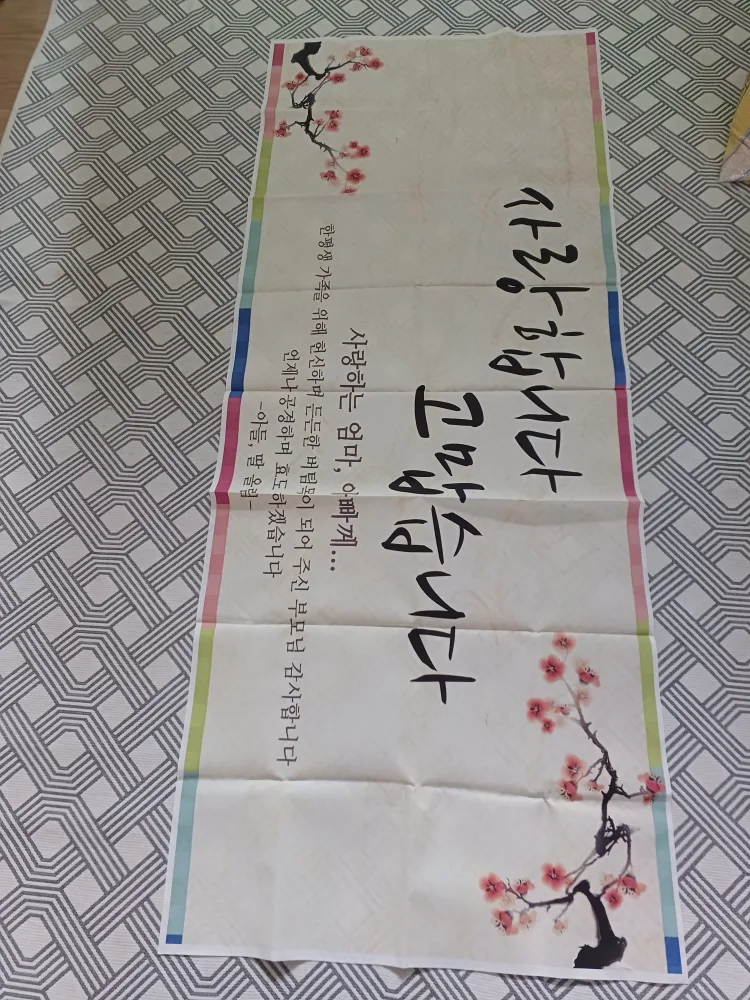 사랑합니다
고맙습니다
사랑하는 엄마, 아빠께...
한평생 가족을 위해 헌신하며 든든한 버팀목이 되어 주신 부모님 감사합니다
언제나 공경하며 효도하겠습니다
-아들, 딸 올림-